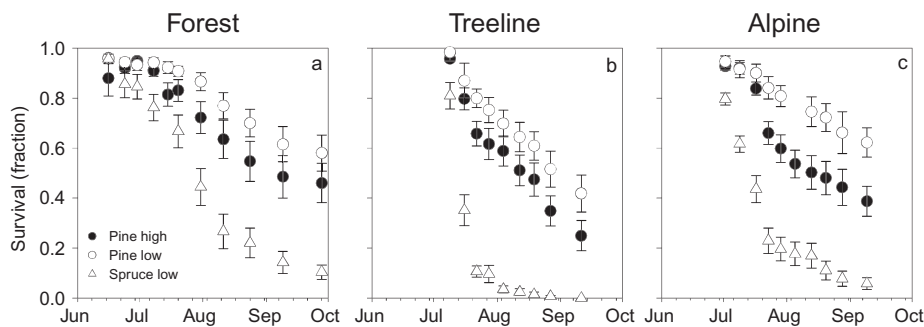 Forest Treeline Alpine
Survival (fraction)
1.0
0.8
0.6
0.4
0.2
0.0
a
b
c
Pine high
Pine low
Spruce low
Jun Jul Aug Sep Oct
Jun Jul Aug Sep Oct
Jun Jul Aug Sep Oct